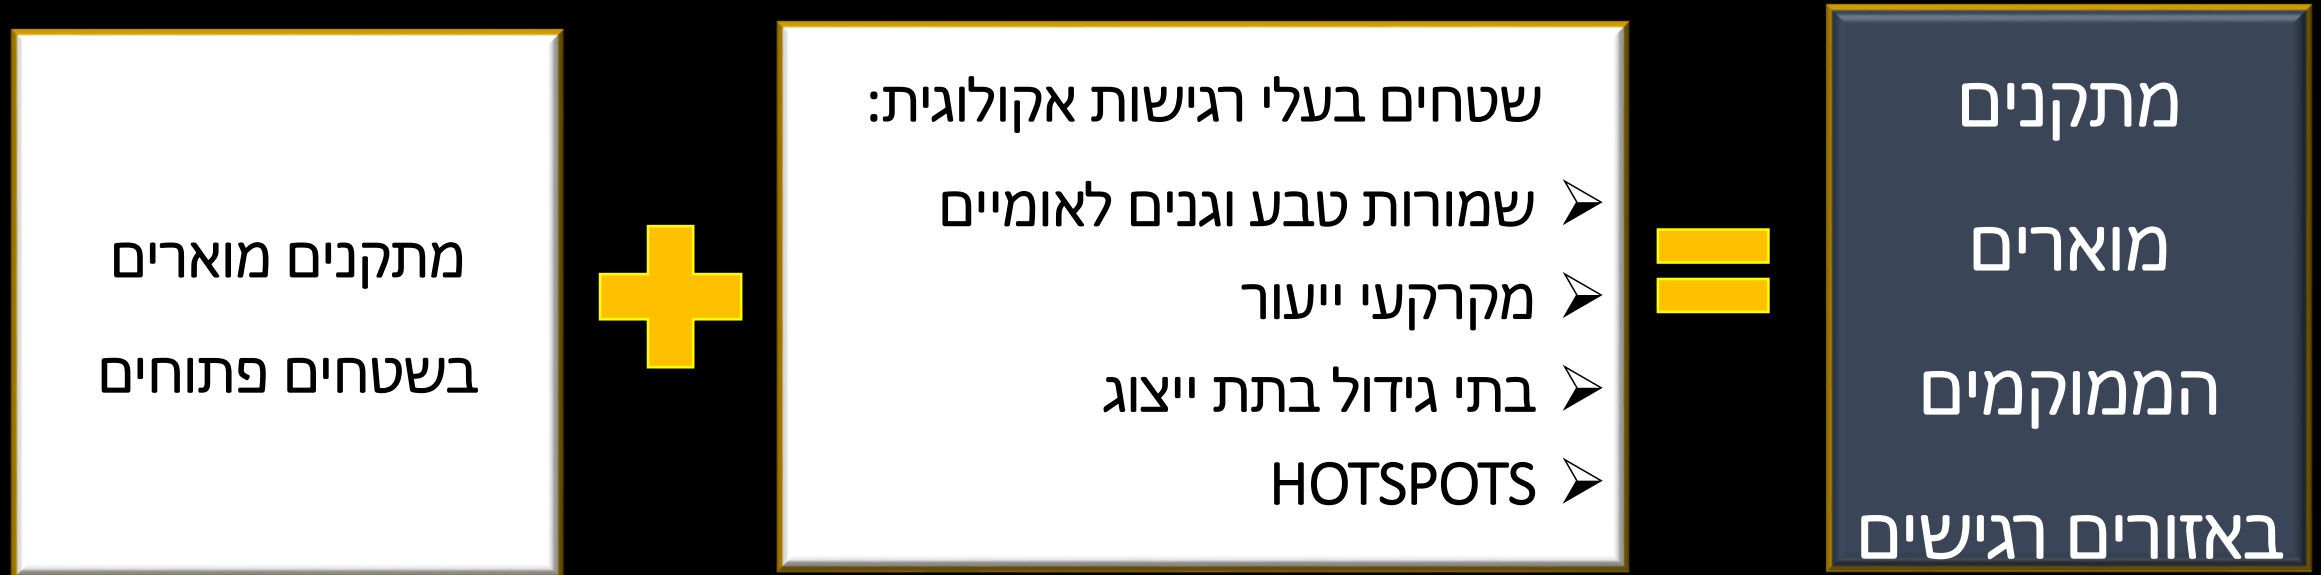 מתקנים מוארים
בשטחים פתוחים
שטחים בעלי רגישות אקולוגית:
שמורות טבע וגנים לאומיים
מקרקעי ייעור
בתי גידול בתת ייצוג
HOTSPOTS
מתקנים
מוארים
הממוקמים
באזורים רגישים